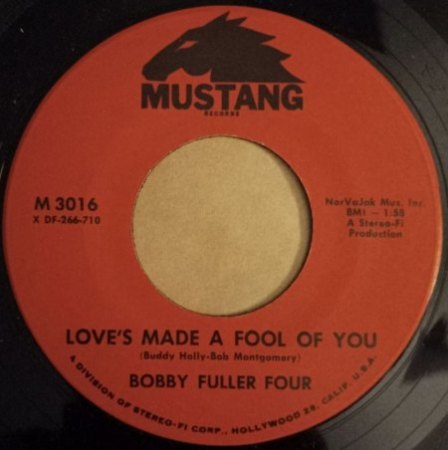 MUSTANG
RECORDS
M 3016
X DF-266-710
NorVaJak Mus. Inc.
BMI - 1:58
A Stereo-Fi
Production
LOVE'S MADE A FOOL OF YOU
(Buddy Holly-Bob Montgomery)
BOBBY FULLER FOUR
A DIVISION OF STEREO-FI CORP., HOLLYWOOD 28, CALIF. U.S.A.